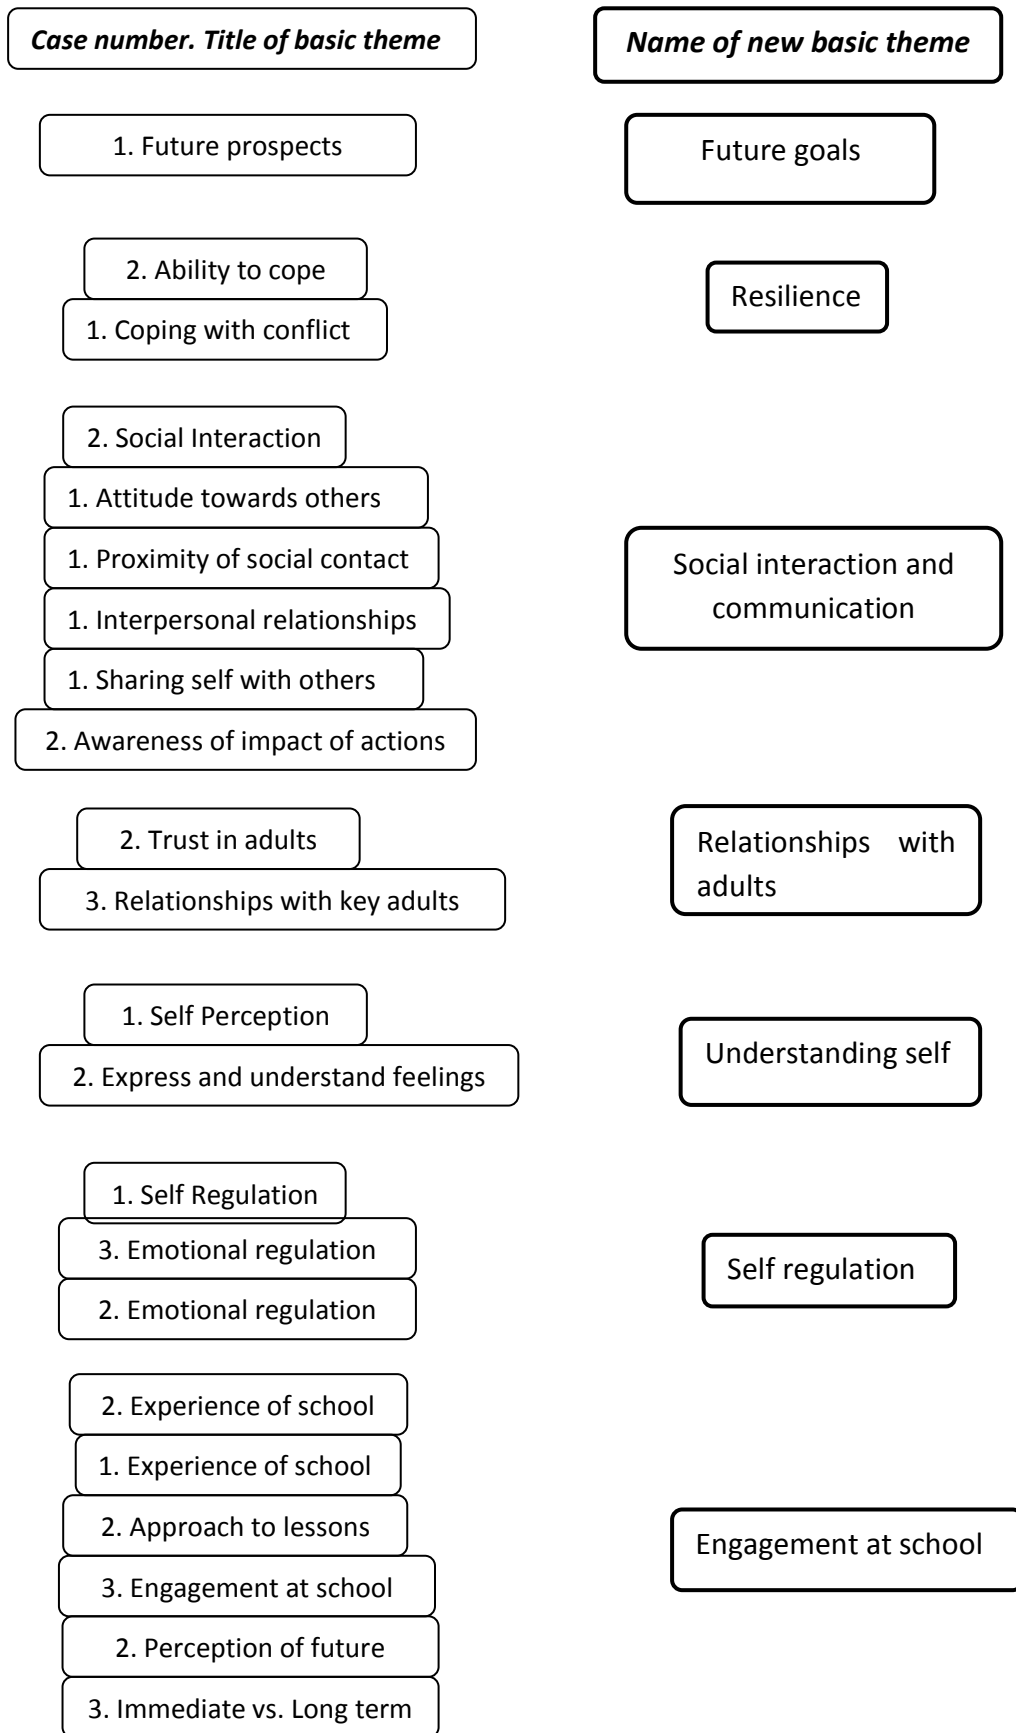 Case number. Title of basic theme
Name of new basic theme
1. Future prospects
Future goals
2. Ability to cope
1. Coping with conflict
Resilience
2. Social Interaction
1. Attitude towards others
1. Proximity of social contact
1. Interpersonal relationships
1. Sharing self with others
2. Awareness of impact of actions
Social interaction and
communication
2. Trust in adults
3. Relationships with key adults
Relationships with
adults
1. Self Perception
2. Express and understand feelings
Understanding self
1. Self Regulation
3. Emotional regulation
2. Emotional regulation
Self regulation
2. Experience of school
1. Experience of school
2. Approach to lessons
3. Engagement at school
2. Perception of future
3. Immediate vs. Long term
Engagement at school